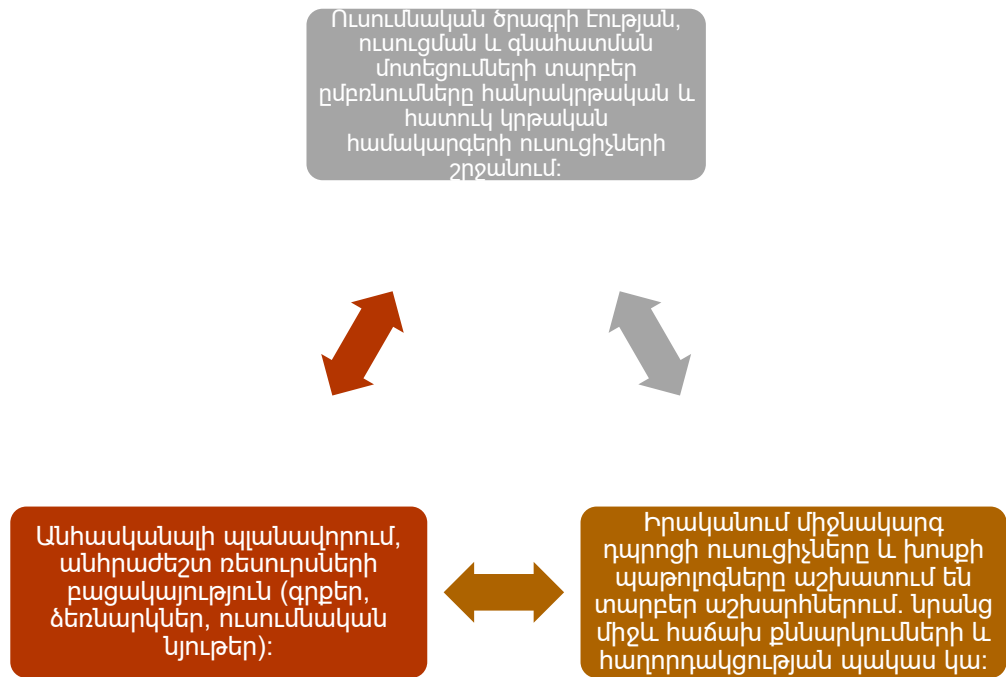 Ուսումնական ծրագրի էության,
ուսուցման և գնահատման
մոտեցումների տարբեր
ըմբռնումները հանրակրթական և
հատուկ կրթական
համակարգերի ուսուցիչների
շրջանում:
Անհասկանալի պլանավորում,
անհրաժեշտ ռեսուրսների
բացակայություն (գրքեր,
ձեռնարկներ, ուսումնական
նյութեր):
Իրականում միջնակարգ
դպրոցի ուսուցիչները և խոսքի
պաթոլոգները աշխատում են
տարբեր աշխարհներում. նրանց
միջև հաճախ քննարկումների և
հաղորդակցության պակաս կա: